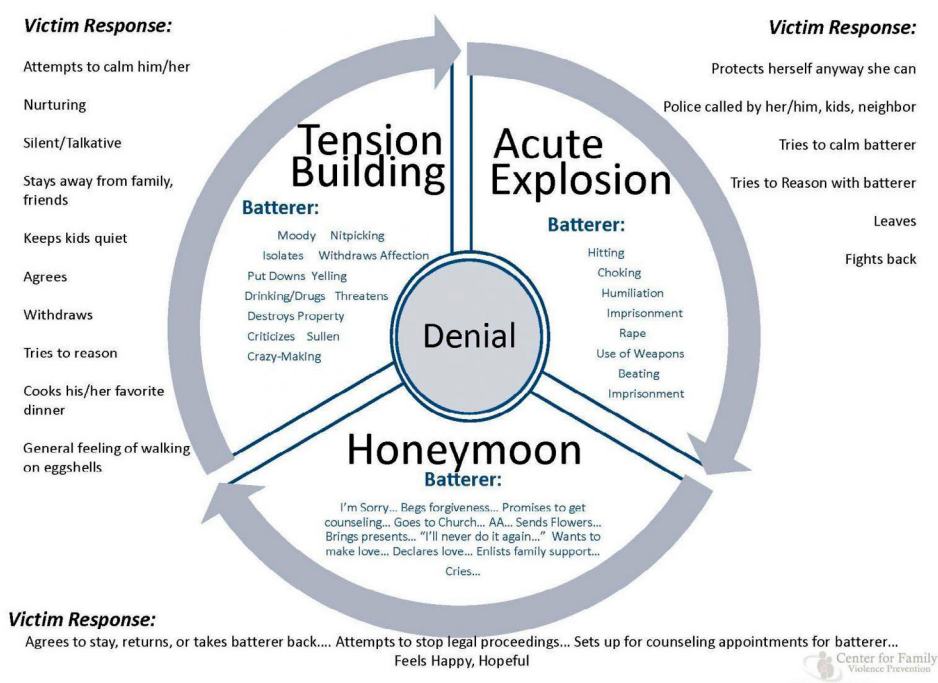 Victim Response:
Attempts to calm him/her
Nurturing
Silent/Talkative
Stays away from family,
friends
Keeps kids quiet
Agrees
Withdraws
Tries to reason
Cooks his/her favorite
dinner
General feeling of walking
on eggshells
Tension
Building
Batterer:
Moody Nitpicking
Isolates Withdraws Affection
Put Downs Yelling
Drinking/Drugs Threatens
Destroys Property
Criticizes Sullen
Crazy-Making
Acute
Explosion
Batterer:
Hitting
Choking
Humiliation
Imprisonment
Rape
Use of Weapons
Beating
Imprisonment
Victim Response:
Protects herself anyway she can
Police called by her/him, kids, neighbor
Tries to calm batterer
Tries to Reason with batterer
Leaves
Fights back
Denial
Honeymoon
Batterer:
I'm Sorry... Begs forgiveness... Promises to get
counseling... Goes to Church... AA... Sends Flowers...
Brings presents... "I'll never do it again..." Wants to
make love... Declares love... Enlists family support...
Cries...
Victim Response:
Agrees to stay, returns, or takes batterer back.... Attempts to stop legal proceedings... Sets up for counseling appointments for batterer...
Feels Happy, Hopeful
Center for Family
Violence Prevention